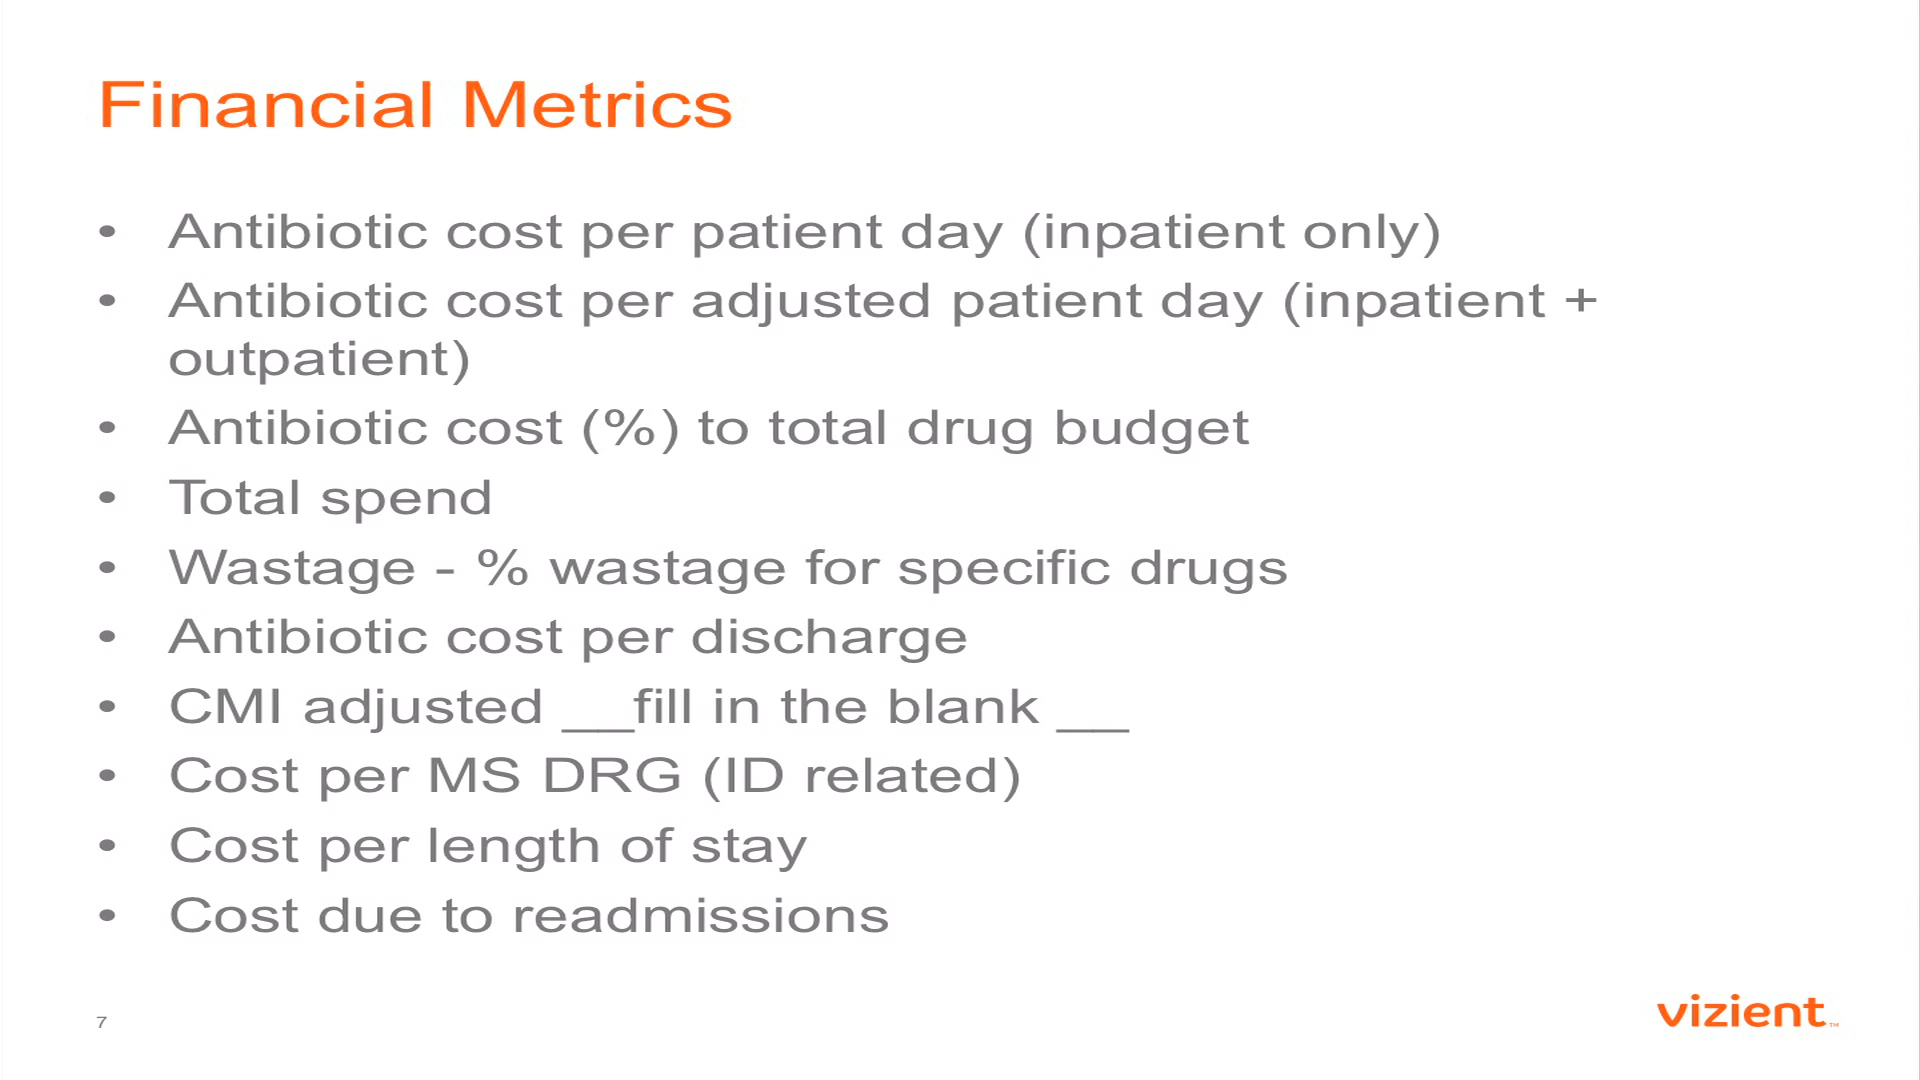 Financial Metrics
• Antibiotic cost per patient day (inpatient only)
• Antibiotic cost per adjusted patient day (inpatient +
outpatient)
• Antibiotic cost (%) to total drug budget
• Total spend
• Wastage - % wastage for specific drugs
• Antibiotic cost per discharge
• CMI adjusted __fill in the blank __
• Cost per MS DRG (ID related)
• Cost per length of stay
• Cost due to readmissions
7
vizient™